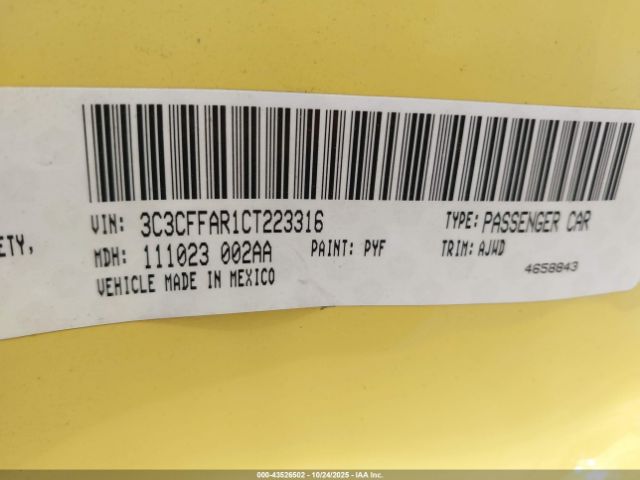 VIN: 3C3CFFAR1CT223316 TYPE: PASSENGER CAR
ETY,
MDH: 111023 002AA PAINT: PYF TRIM: AJWD
VEHICLE MADE IN MEXICO 4658843
000-43526502 - 10/24/2025 - IAA Inc.